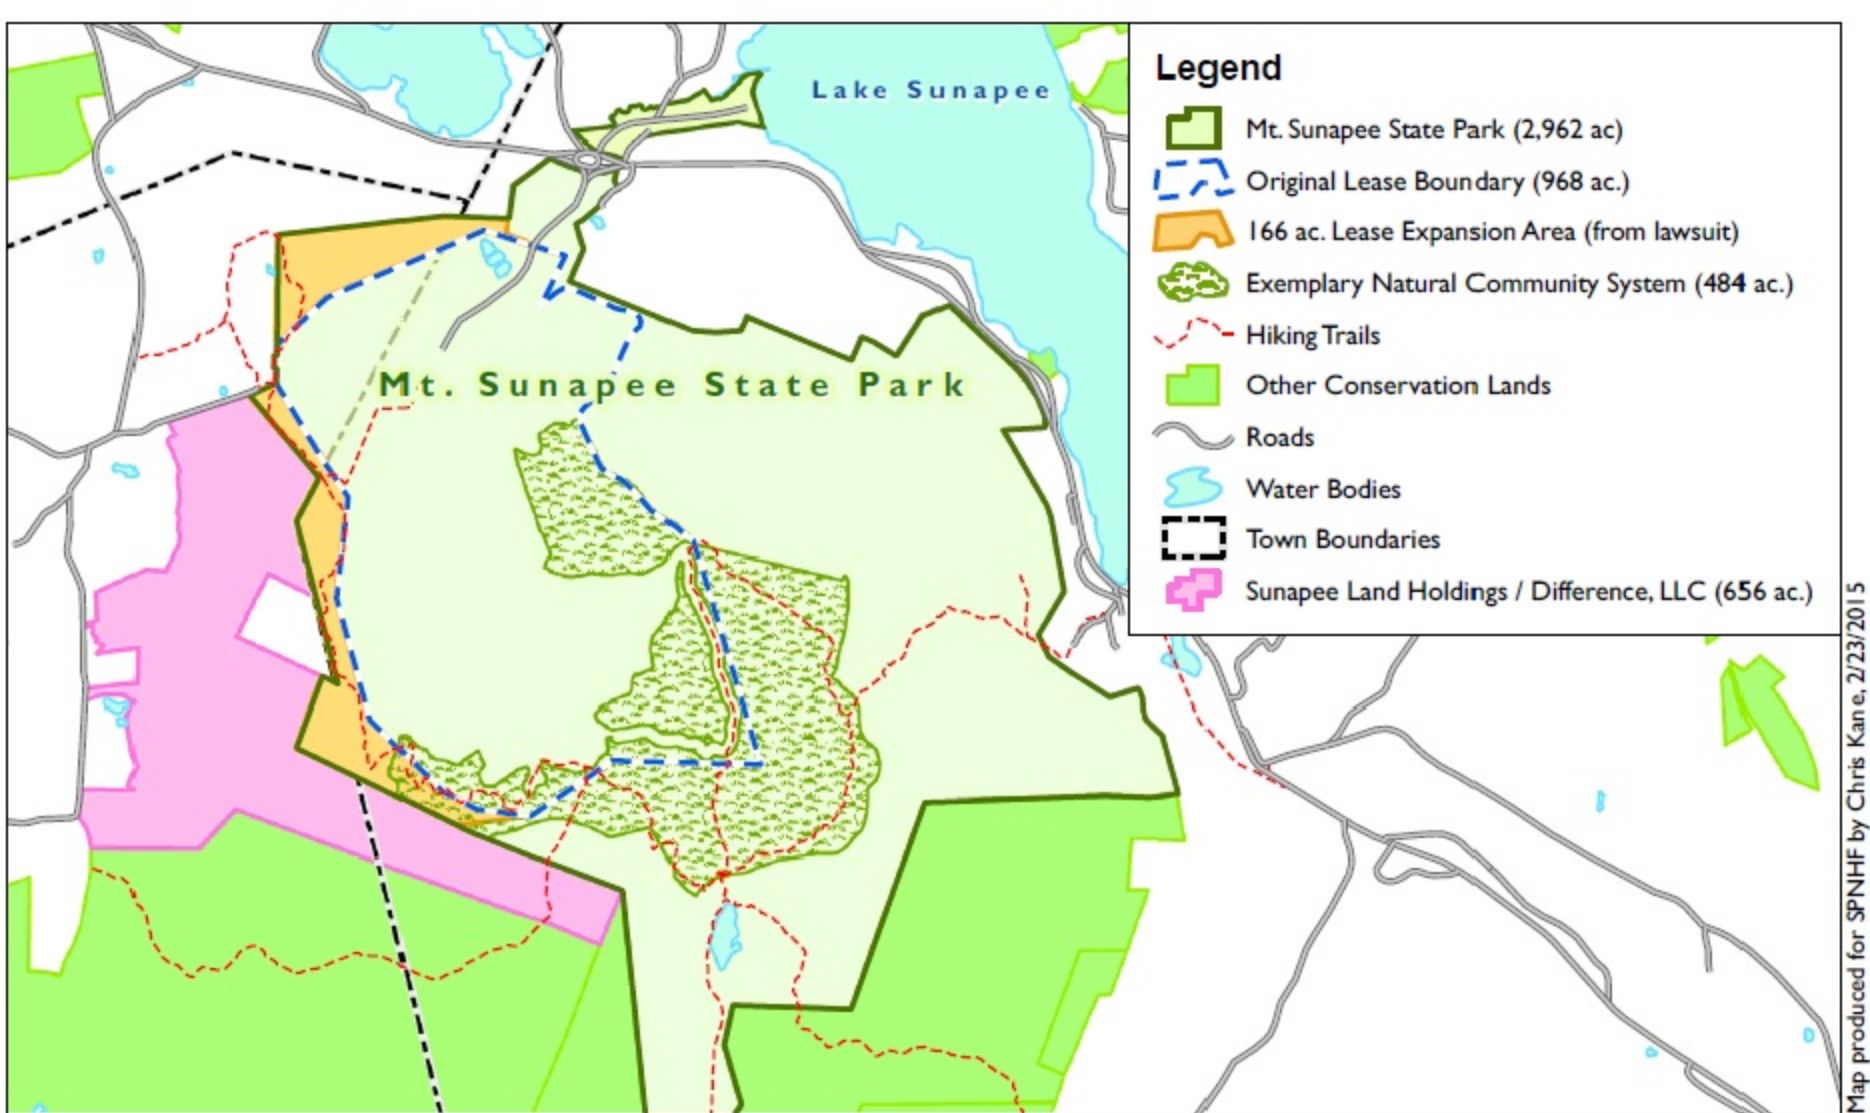 Lake Sunapee
Mt. Sunapee State Park
Legend
Mt. Sunapee State Park (2,962 ac)
Original Lease Boundary (968 ac.)
166 ac. Lease Expansion Area (from lawsuit)
Exemplary Natural Community System (484 ac.)
Hiking Trails
Other Conservation Lands
Roads
Water Bodies
Town Boundaries
Sunapee Land Holdings / Difference, LLC (656 ac.)
Map produced for SPNHF by Chris Kane, 2/23/2015